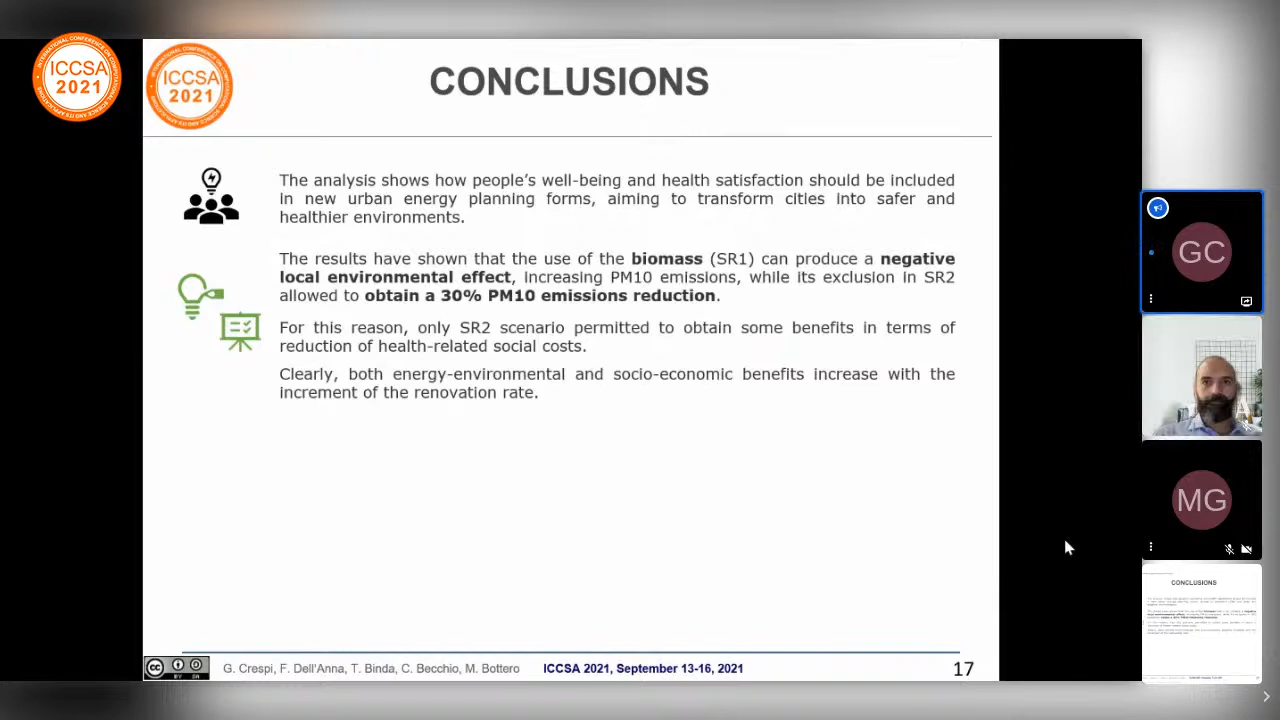 ICCSA
2021
ICCSA
2021
CONCLUSIONS
The analysis shows how people's well-being and health satisfaction should be included
in new urban energy planning forms, aiming to transform cities into safer and
healthier environments.
The results have shown that the use of the biomass (SR1) can produce a negative
local environmental effect, increasing PM10 emissions, while its exclusion in SR2
allowed to obtain a 30% PM10 emissions reduction.
For this reason, only SR2 scenario permitted to obtain some benefits in terms of
reduction of health-related social costs.
Clearly, both energy-environmental and socio-economic benefits increase with the
increment of the renovation rate.
G. Crespi, F. Dell'Anna, T. Binda, C. Becchio, M. Bottero
ICCSA 2021, September 13-16, 2021
17
GC
MG
CONCLUSIONS